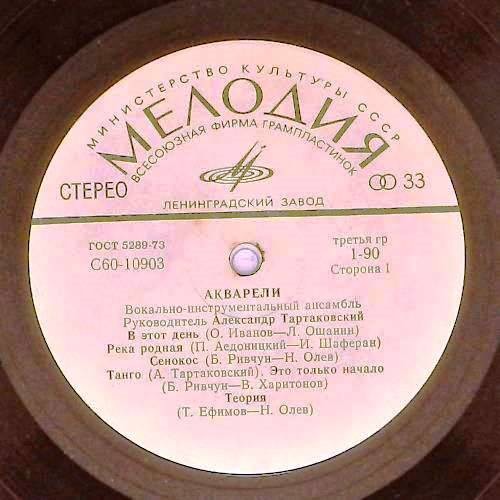 МИНИСТЕРСТВО КУЛЬТУРЫ СССР
МЕЛОДИЯ
ВСЕСОЮЗНАЯ ФИРМА ГРАМПЛАСТИНОК
СТЕРЕО
33
ЛЕНИНГРАДСКИЙ ЗАВОД
ГОСТ 5289-73
третья гр
С60-10903
1-90
Сторона 1
АКВАРЕЛИ
Вокально-инструментальный ансамбль
Руководитель Александр Тартаковский
В этот день (О. Иванов—Л. Ошанин)
Река родная (П. Аедоницкий—И. Шаферан)
Сенокос (Б. Ривчун—Н. Олев)
Танго (А. Тартаковский). Это только начало
(Б. Ривчун—В. Харитонов)
Теория
(Т. Ефимов—Н. Олев)